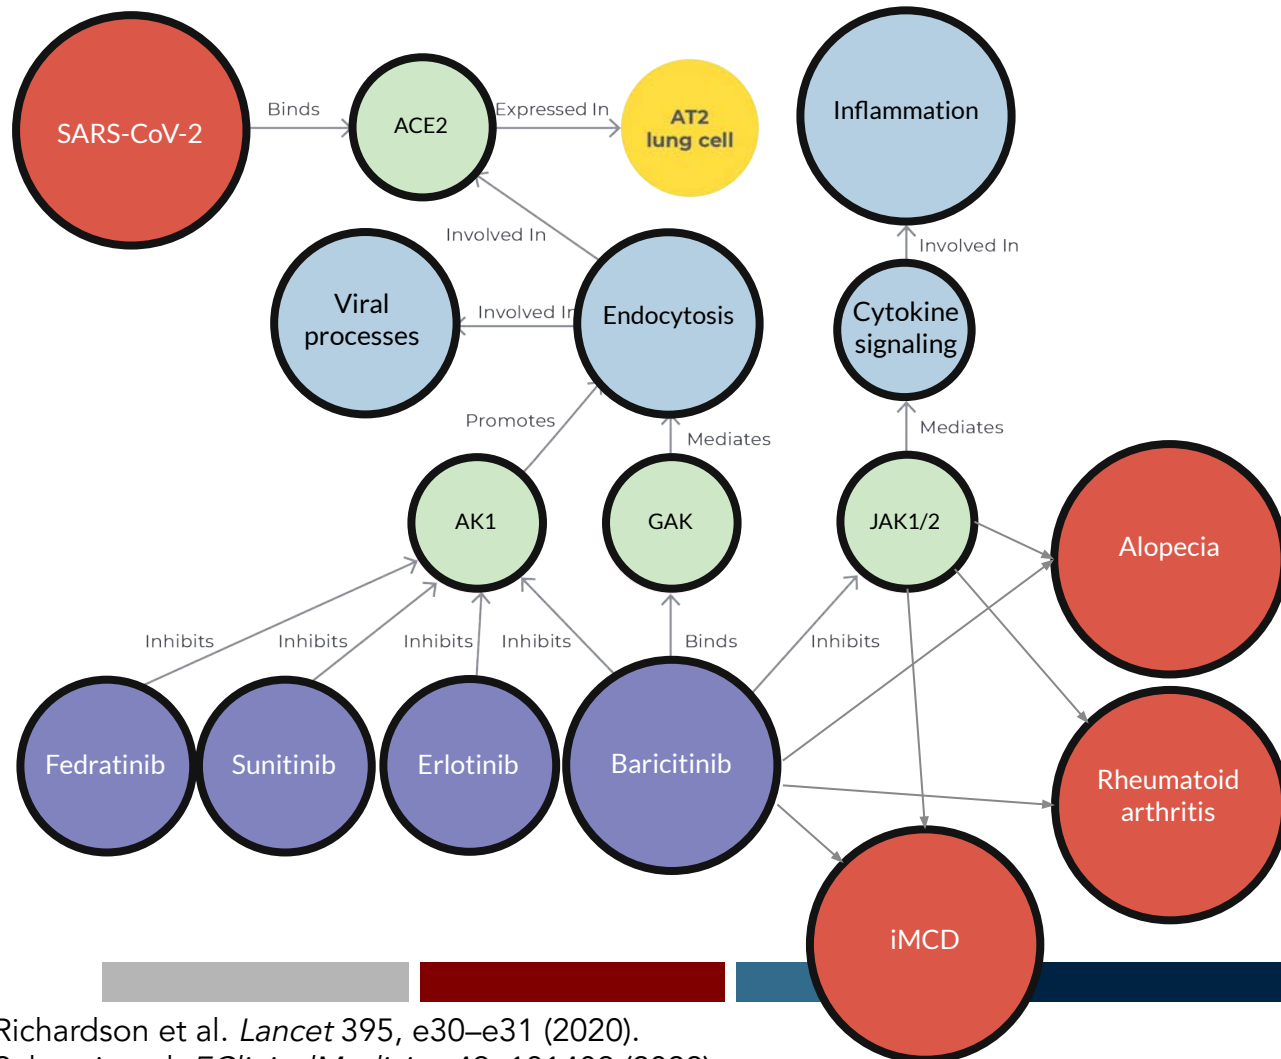 SARS-CoV-2
Binds
ACE2
Expressed In
AT2
lung cell
Inflammation
Involved In
Involved In
Viral
processes
Involved In
Endocytosis
Cytokine
signaling
Promotes
Mediates
Mediates
AK1
GAK
JAK1/2
Alopecia
Inhibits
Inhibits
Inhibits
Inhibits
Binds
Inhibits
Fedratinib
Sunitinib
Erlotinib
Baricitinib
Rheumatoid
arthritis
iMCD
Richardson et al. Lancet 395, e30–e31 (2020).